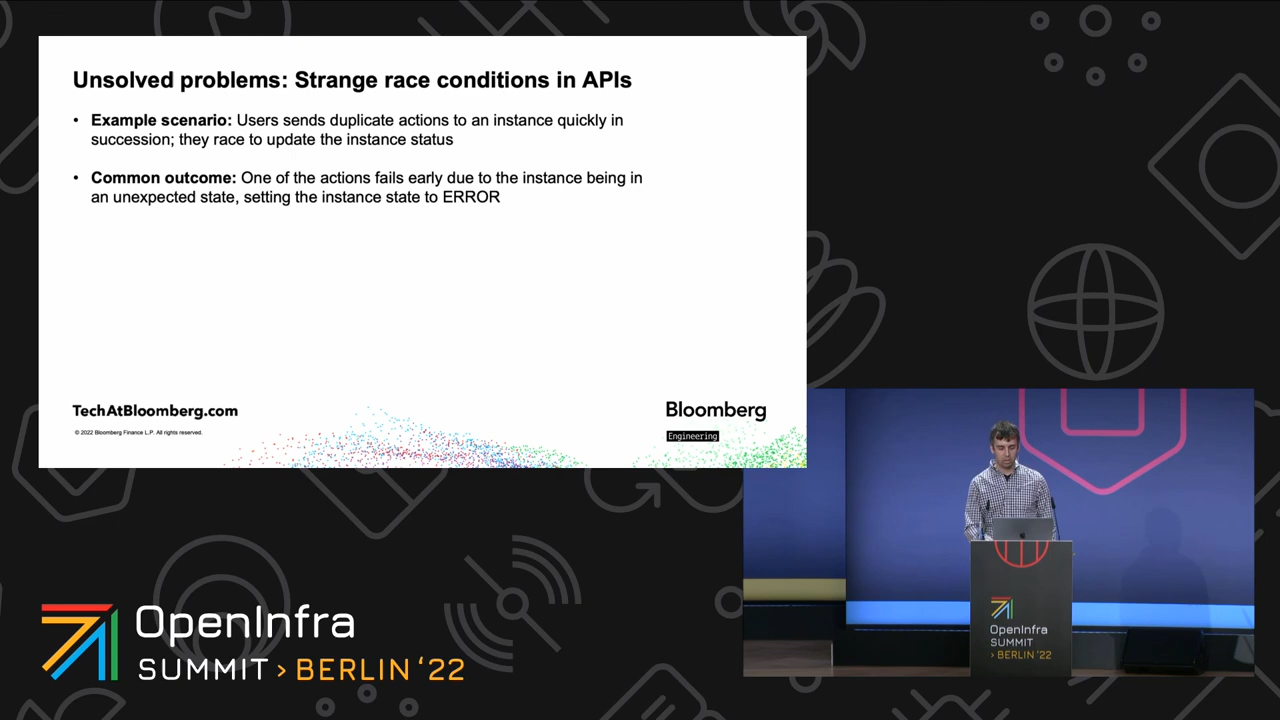 Unsolved problems: Strange race conditions in APIs
• Example scenario: Users sends duplicate actions to an instance quickly in
succession; they race to update the instance status
• Common outcome: One of the actions fails early due to the instance being in
an unexpected state, setting the instance state to ERROR
TechAtBloomberg.com
© 2022 Bloomberg Finance L.P. All rights reserved.
Bloomberg
Engineering
OpenInfra
SUMMIT › BERLIN ‘22
OpenInfra
SUMMIT
› BERLIN ‘22